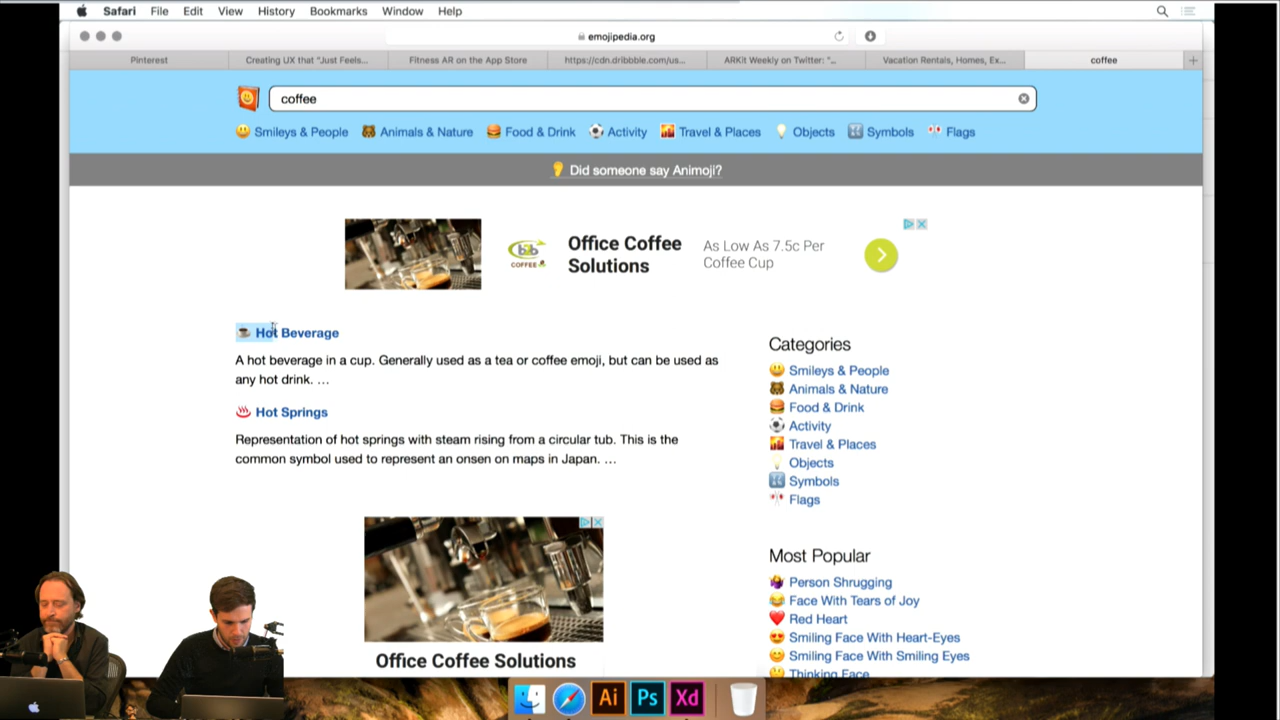 Safari File Edit View History Bookmarks Window Help
emojipedia.org
Pinterest Creating UX that "Just Feels... Fitness AR on the App Store https://cdn.dribbble.com/us... ARKit Weekly on Twitter: "... Vacation Rentals, Homes, Ex... coffee
coffee
Smileys & People Animals & Nature Food & Drink Activity Travel & Places Objects Symbols Flags
Did someone say Animoji?
b2b
COFFEE
Office Coffee
Solutions
As Low As 7.5c Per
Coffee Cup
Hot Beverage
A hot beverage in a cup. Generally used as a tea or coffee emoji, but can be used as
any hot drink. …
Hot Springs
Representation of hot springs with steam rising from a circular tub. This is the
common symbol used to represent an onsen on maps in Japan. …
Office Coffee Solutions
Categories
Smileys & People
Animals & Nature
Food & Drink
Activity
Travel & Places
Objects
Symbols
Flags
Most Popular
Person Shrugging
Face With Tears of Joy
Red Heart
Smiling Face With Heart-Eyes
Smiling Face With Smiling Eyes
Thinking Face
Ai Ps Xd